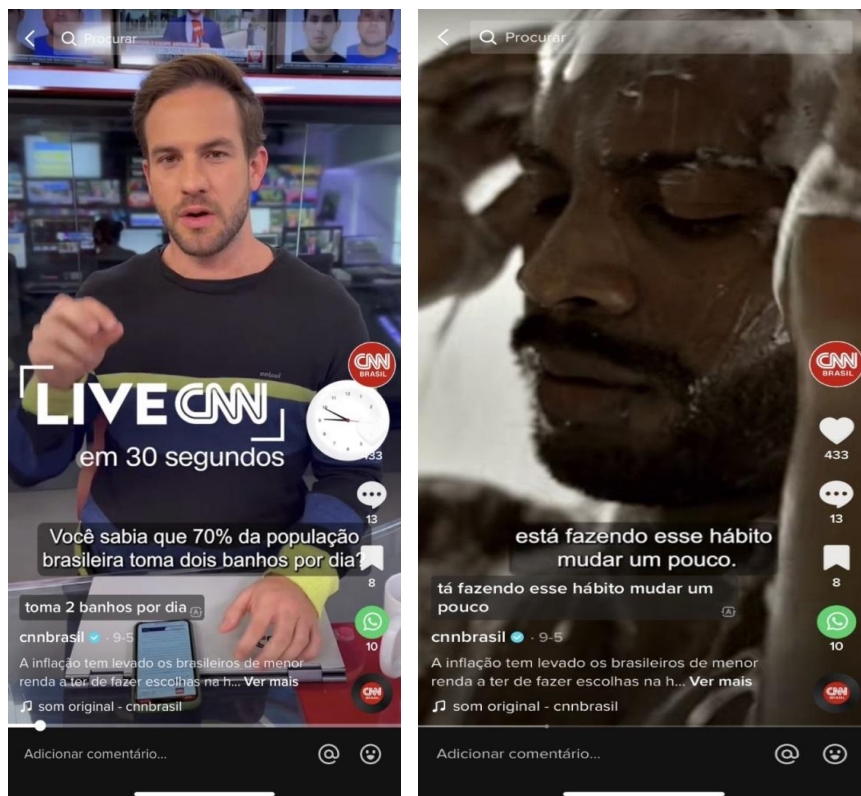 Procurar
LIVE CNN
em 30 segundos
CNN
BRASIL
433
13
Você sabia que 70% da população
brasileira toma dois banhos por dia?
8
toma 2 banhos por dia
cnnbrasil · 9-5
10
A inflação tem levado os brasileiros de menor
renda a ter de fazer escolhas na h... Ver mais
CNN
som original - cnnbrasil
Adicionar comentário...
Procurar
CNN
BRASIL
433
13
está fazendo esse hábito
mudar um pouco.
8
tá fazendo esse hábito mudar um
pouco
cnnbrasil · 9-5
10
A inflação tem levado os brasileiros de menor
renda a ter de fazer escolhas na h... Ver mais
CNN
som original - cnnbrasil
Adicionar comentário...